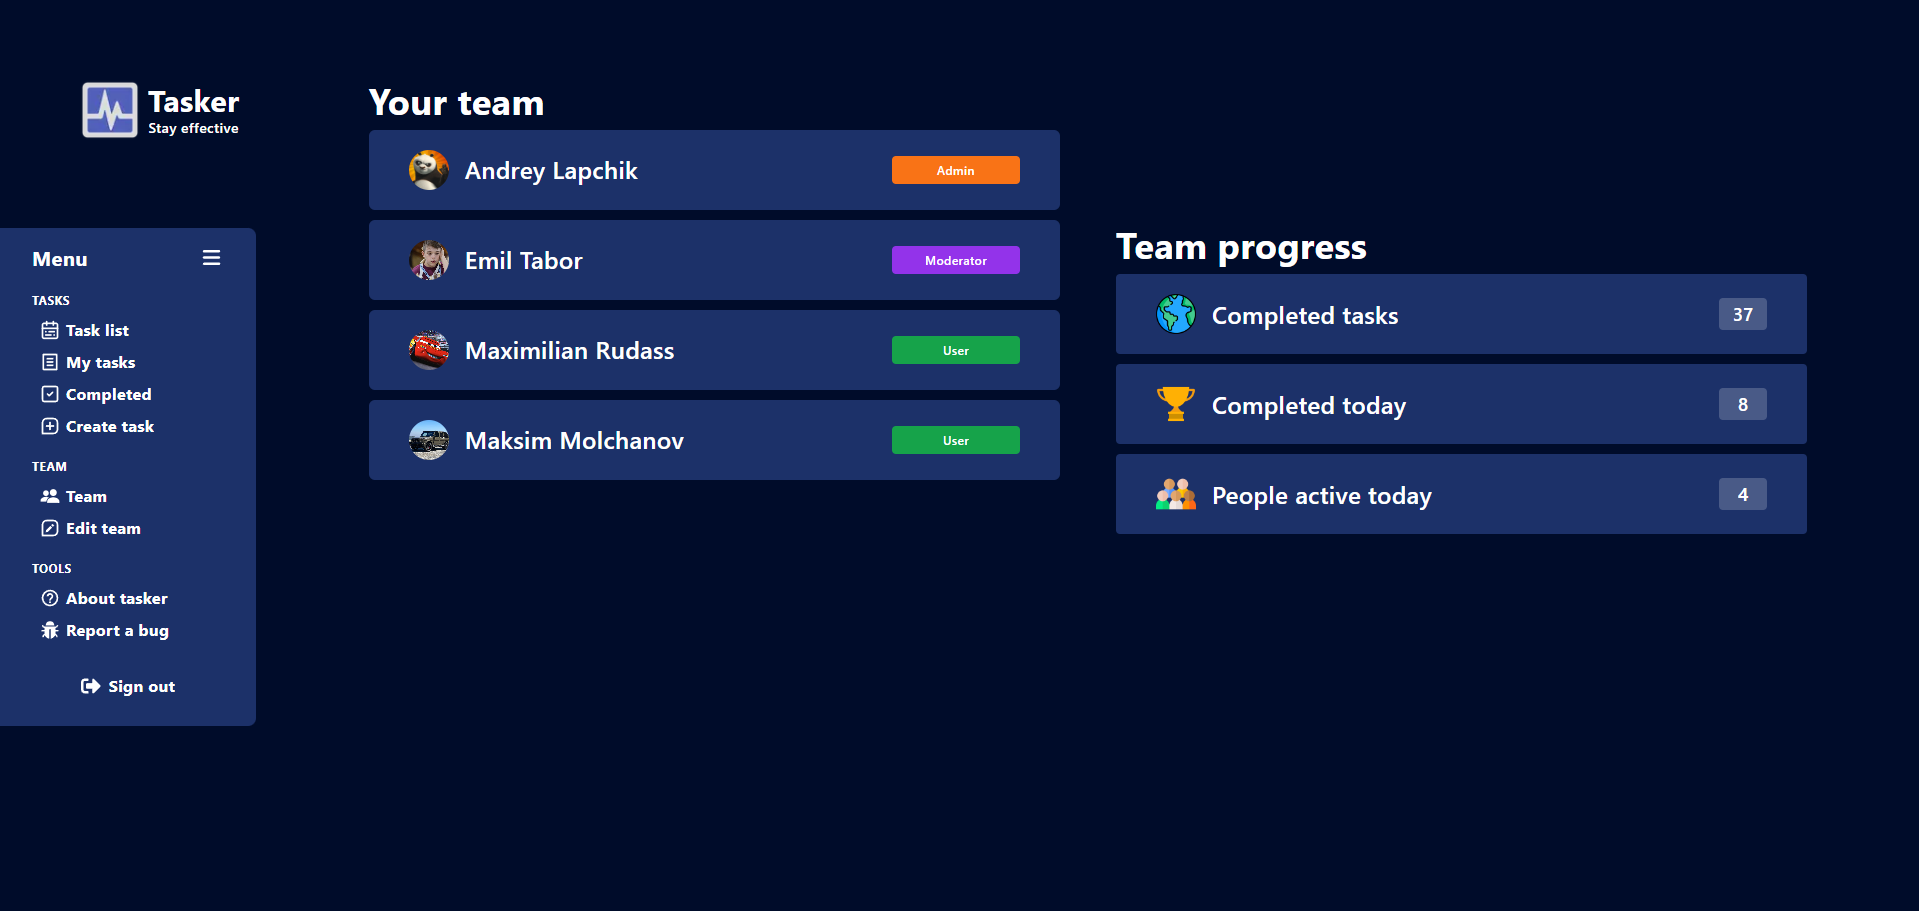 Tasker
Stay effective
Menu
TASKS
Task list
My tasks
Completed
Create task
TEAM
Team
Edit team
TOOLS
About tasker
Report a bug
Sign out
Your team
Andrey Lapchik Admin
Emil Tabor Moderator
Maximilian Rudass User
Maksim Molchanov User
Team progress
Completed tasks 37
Completed today 8
People active today 4